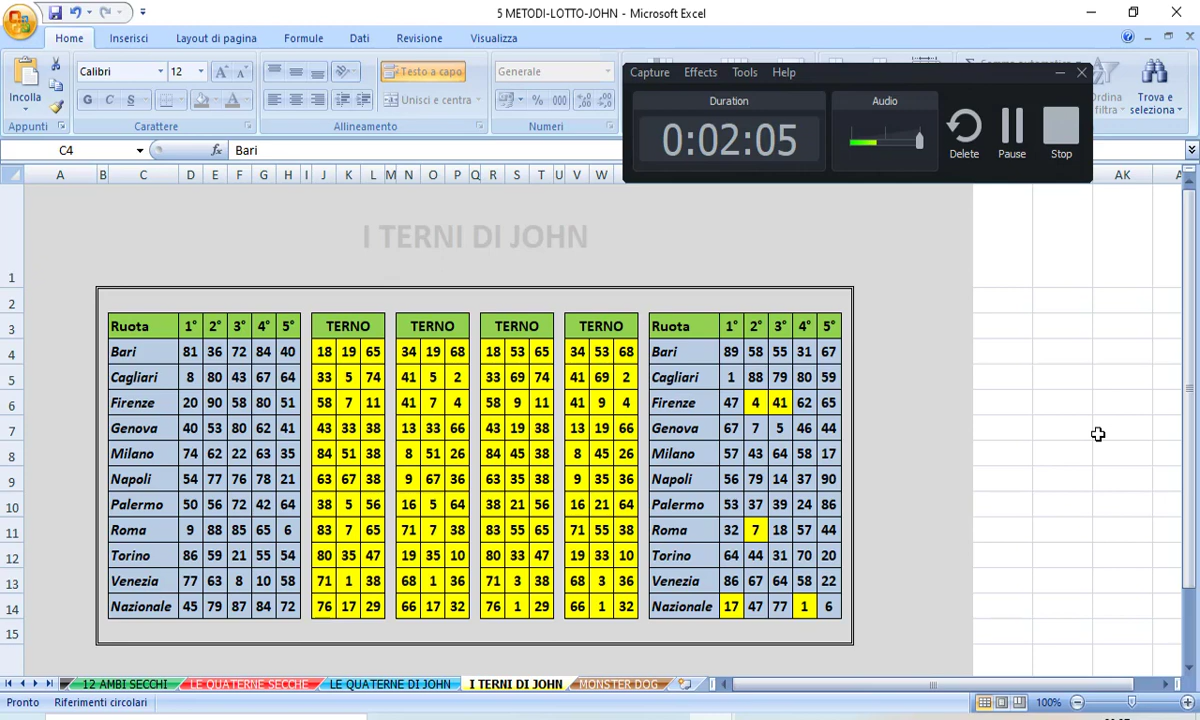 5 METODI-LOTTO-JOHN - Microsoft Excel
Home Inserisci Layout di pagina Formule Dati Revisione Visualizza
Incolla
Calibri 12
Testo a capo
Generale
G C S
Unisci e centra
% 000
Appunti Carattere Allineamento Numeri
Ordina
filtra
Trova e
seleziona
Capture Effects Tools Help
Duration Audio
0:02:05
Delete Pause Stop
C4 fx Bari
A B C D E F G H I J K L M N O P Q R S T U V W AK
I TERNI DI JOHN
1
2
3 Ruota 1° 2° 3° 4° 5° TERNO TERNO TERNO TERNO Ruota 1° 2° 3° 4° 5°
4 Bari 81 36 72 84 40 18 19 65 34 19 68 18 53 65 34 53 68 Bari 89 58 55 31 67
5 Cagliari 8 80 43 67 64 33 5 74 41 5 2 33 69 74 41 69 2 Cagliari 1 88 79 80 59
6 Firenze 20 90 58 80 51 58 7 11 41 7 4 58 9 11 41 9 4 Firenze 47 4 41 62 65
7 Genova 40 53 80 62 41 43 33 38 13 33 66 43 19 38 13 19 66 Genova 67 7 5 46 44
8 Milano 74 62 22 63 35 84 51 38 8 51 26 84 45 38 8 45 26 Milano 57 43 64 58 17
9 Napoli 54 77 76 78 21 63 67 38 9 67 36 63 35 38 9 35 36 Napoli 56 79 14 37 90
10 Palermo 50 56 72 42 64 38 5 56 16 5 64 38 21 56 16 21 64 Palermo 53 37 39 24 86
11 Roma 9 88 85 65 6 83 7 65 71 7 38 83 55 65 71 55 38 Roma 32 7 18 57 44
12 Torino 86 59 21 55 54 80 35 47 19 35 10 80 33 47 19 33 10 Torino 64 44 31 70 20
13 Venezia 77 63 8 10 58 71 1 38 68 1 36 71 3 38 68 3 36 Venezia 86 67 64 58 22
14 Nazionale 45 79 87 84 72 76 17 29 66 17 32 76 1 29 66 1 32 Nazionale 17 47 77 1 6
15
12 AMBI SECCHI LE QUATERNE SECCHE LE QUATERNE DI JOHN I TERNI DI JOHN MONSTER DOG
Pronto Riferimenti circolari 100%